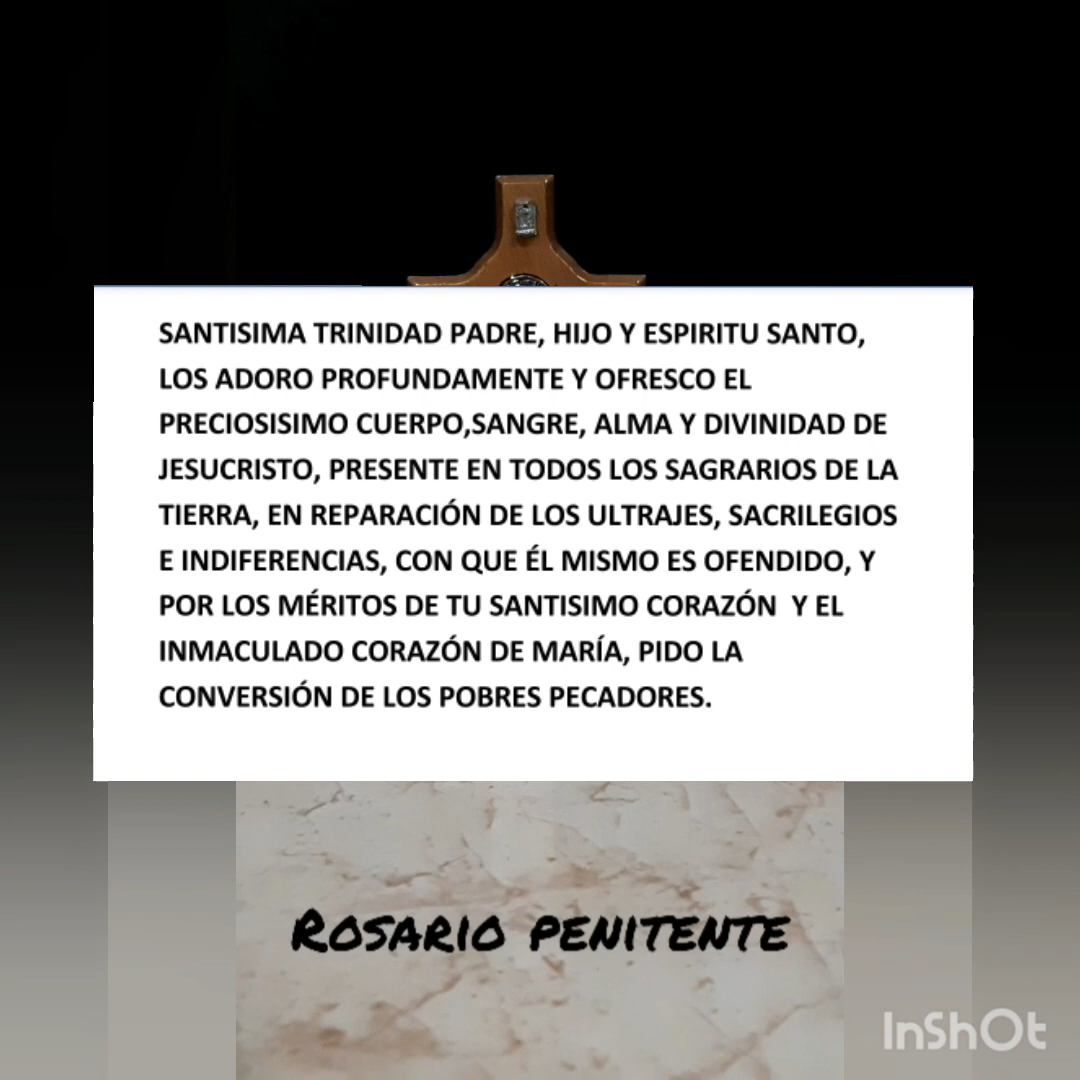 SANTISIMA TRINIDAD PADRE, HIJO Y ESPIRITU SANTO,
LOS ADORO PROFUNDAMENTE Y OFRESCO EL
PRECIOSISIMO CUERPO,SANGRE, ALMA Y DIVINIDAD DE
JESUCRISTO, PRESENTE EN TODOS LOS SAGRARIOS DE LA
TIERRA, EN REPARACIÓN DE LOS ULTRAJES, SACRILEGIOS
E INDIFERENCIAS, CON QUE ÉL MISMO ES OFENDIDO, Y
POR LOS MÉRITOS DE TU SANTISIMO CORAZÓN  Y EL
INMACULADO CORAZÓN DE MARÍA, PIDO LA
CONVERSIÓN DE LOS POBRES PECADORES.
ROSARIO PENITENTE
InShOt